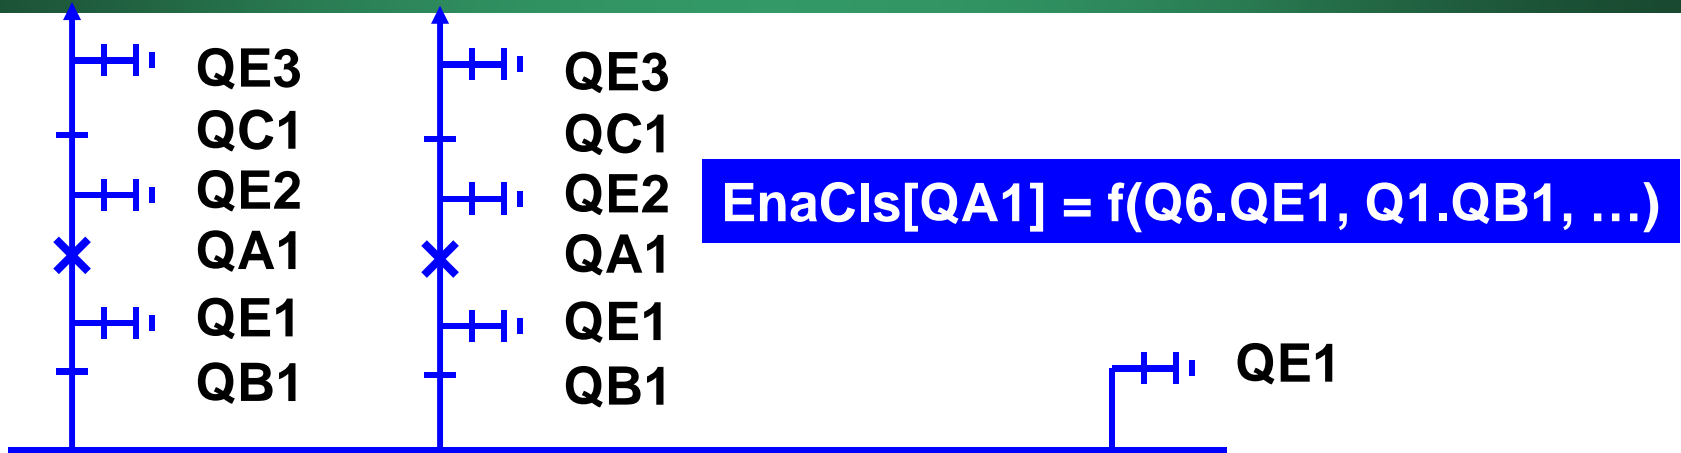 QE3
QC1
QE2
QA1
QE1
QB1
QE3
QC1
QE2
QA1
QE1
QB1
EnaCls[QA1] = f(Q6.QE1, Q1.QB1, …)
QE1